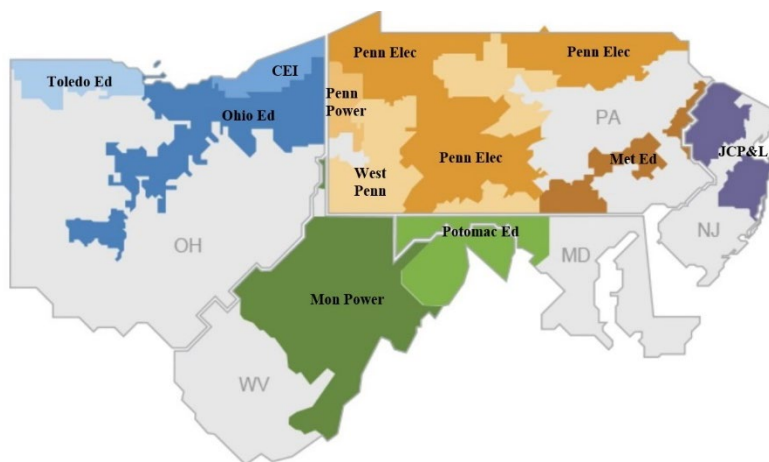 Penn Elec
Penn Elec
CEI
Toledo Ed
Penn
Power
Ohio Ed
PA
JCP&L
Met Ed
Penn Elec
West
Penn
Potomac Ed
NJ
OH
MD
Mon Power
WV